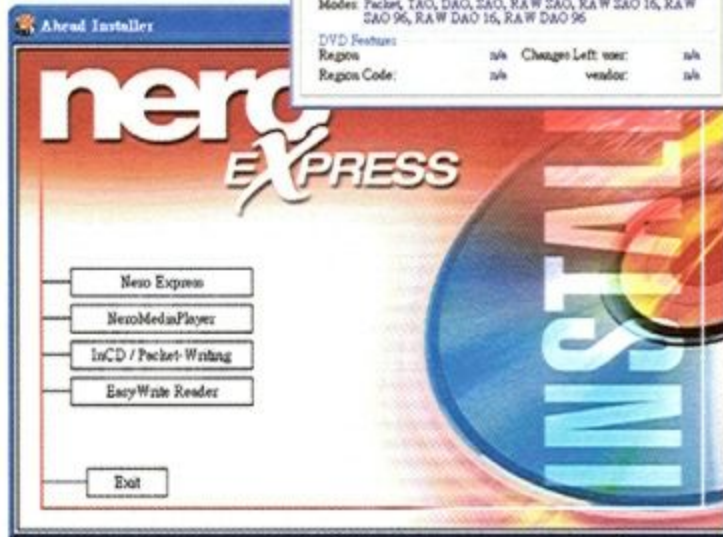 Modes: Packet, TAO, DAO, SAO, RAW SAO, RAW SAO 16, RAW
SAO 96, RAW DAO 16, RAW DAO 96
DVD Features
Region n/a Changes Left: user: n/a
Region Code: n/a vendor: n/a
Ahead Installer
nero
EXPRESS
INSTALL
Nero Express
NeroMediaPlayer
InCD / Packet-Writing
EasyWrite Reader
Exit